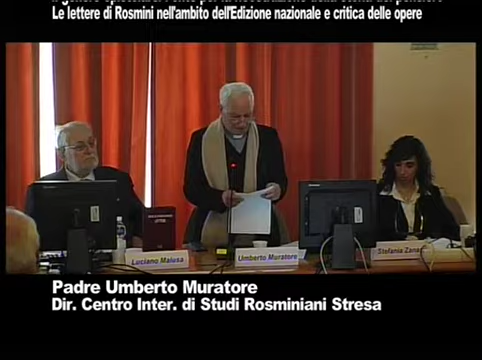 Le lettere di Rosmini nell'ambito dell'Edizione nazionale e critica delle opere
Luciano Malusa
Umberto Muratore
Stefania Zanar
Padre Umberto Muratore
Dir. Centro Inter. di Studi Rosminiani Stresa